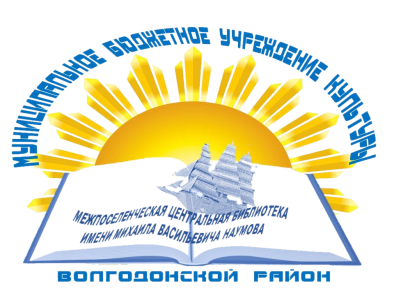 МУНИЦИПАЛЬНОЕ БЮДЖЕТНОЕ УЧРЕЖДЕНИЕ КУЛЬТУРЫ
МЕЖПОСЕЛЕНЧЕСКАЯ ЦЕНТРАЛЬНАЯ БИБЛИОТЕКА
ИМЕНИ МИХАИЛА ВАСИЛЬЕВИЧА НАУМОВА
ВОЛГОДОНСКОЙ РАЙОН